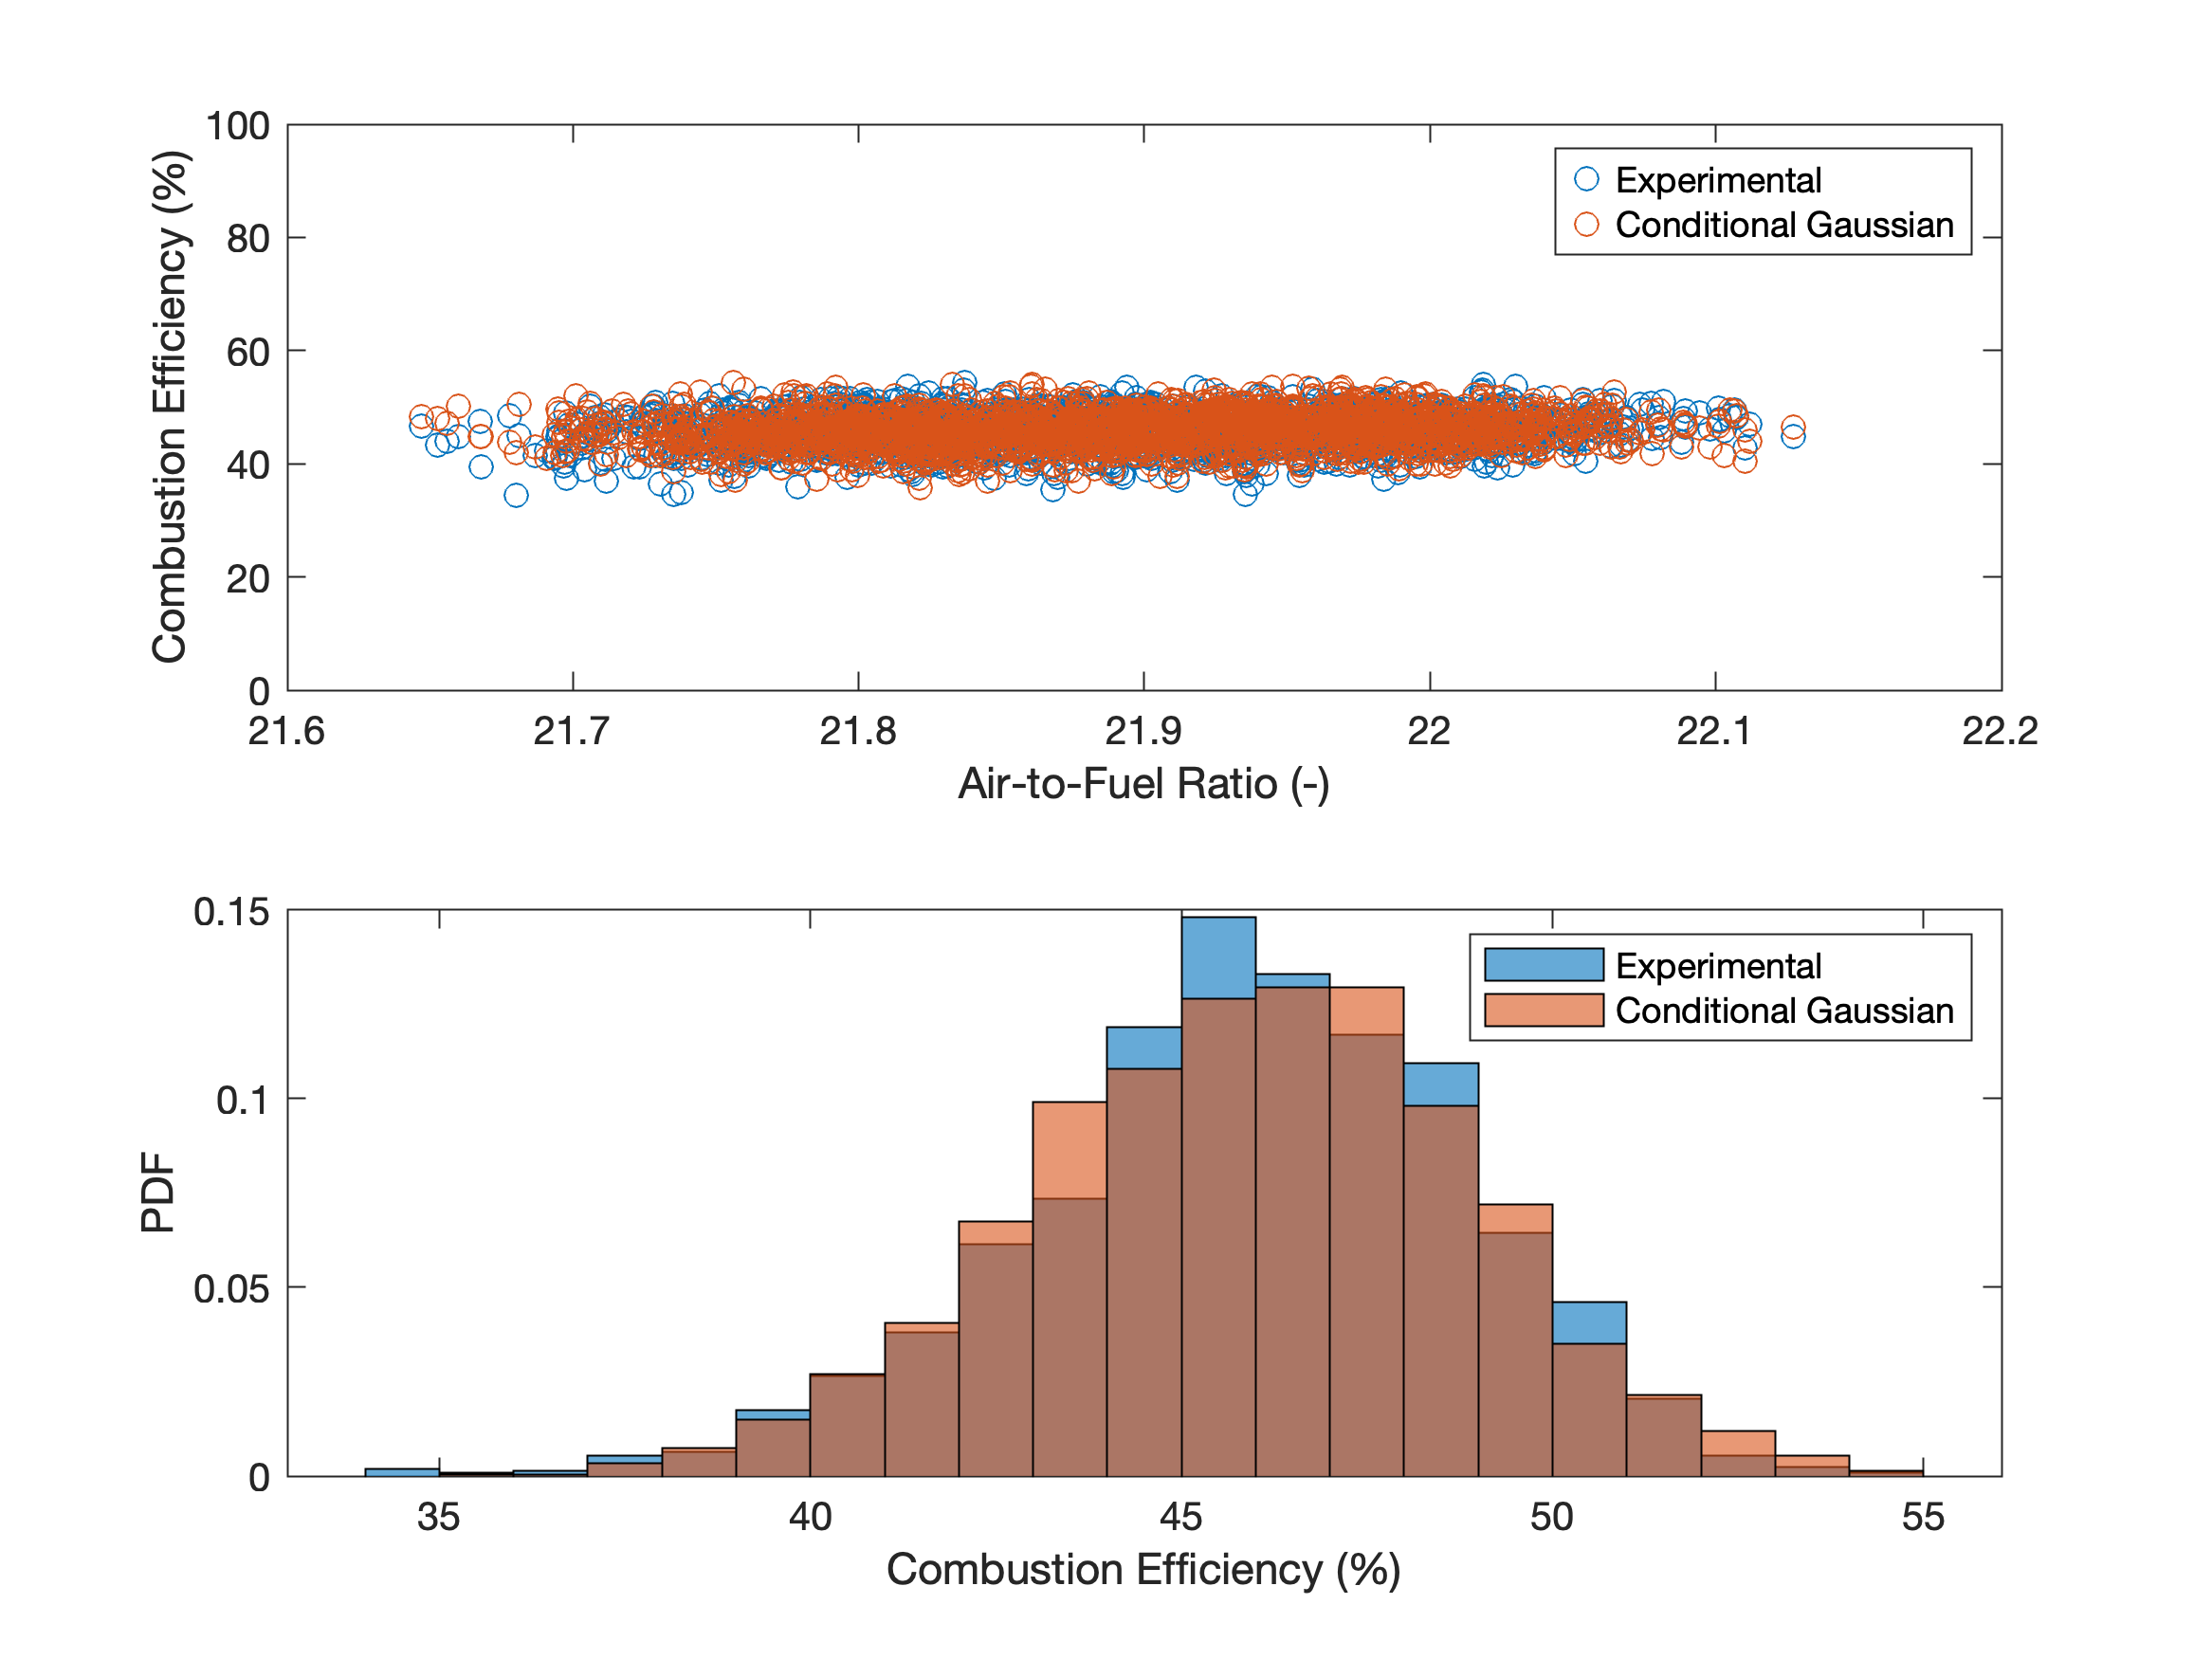 100
80
60
40
20
0
Combustion Efficiency (%)
Experimental
Conditional Gaussian
21.6 21.7 21.8 21.9 22 22.1 22.2
Air-to-Fuel Ratio (-)
0.15
0.1
0.05
0
PDF
Experimental
Conditional Gaussian
35 40 45 50 55
Combustion Efficiency (%)